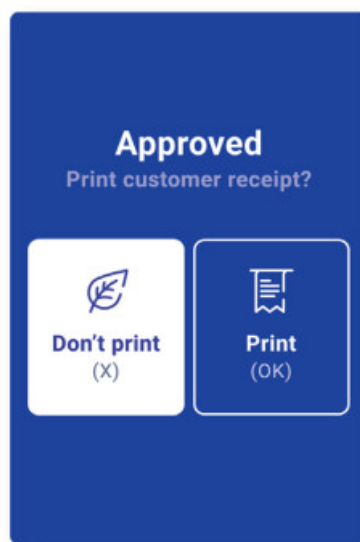 Approved
Print customer receipt?
Don't print
(X)
Print
(OK)